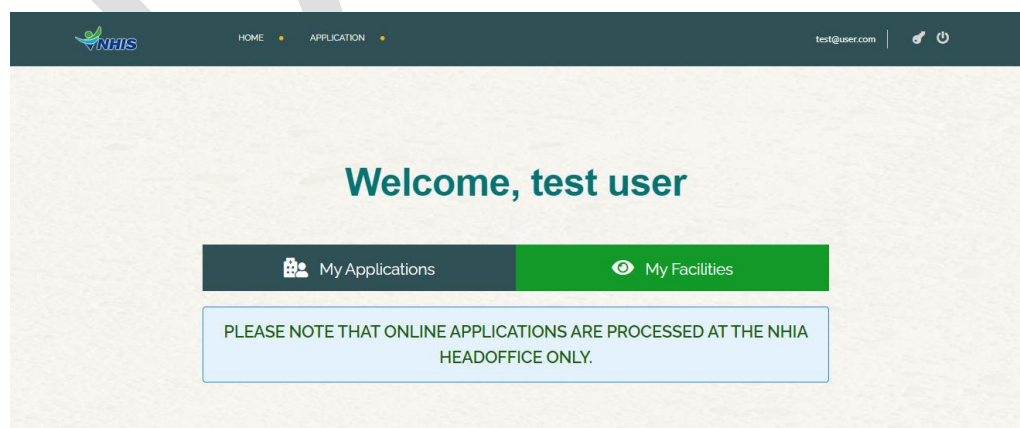 NHIS
HOME
APPLICATION
test@user.com
Welcome, test user
My Applications
My Facilities
PLEASE NOTE THAT ONLINE APPLICATIONS ARE PROCESSED AT THE NHIA
HEADOFFICE ONLY.